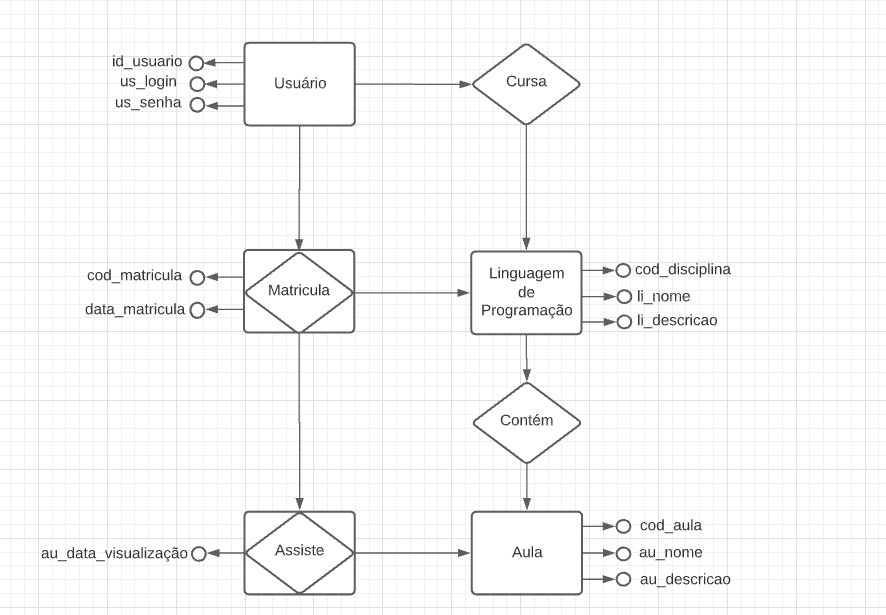 id_usuario
us_login
us_senha
Usuário
Cursa
cod_matricula
data_matricula
Matricula
Linguagem
de
Programação
cod_disciplina
li_nome
li_descricao
Contém
au_data_visualização
Assiste
Aula
cod_aula
au_nome
au_descricao